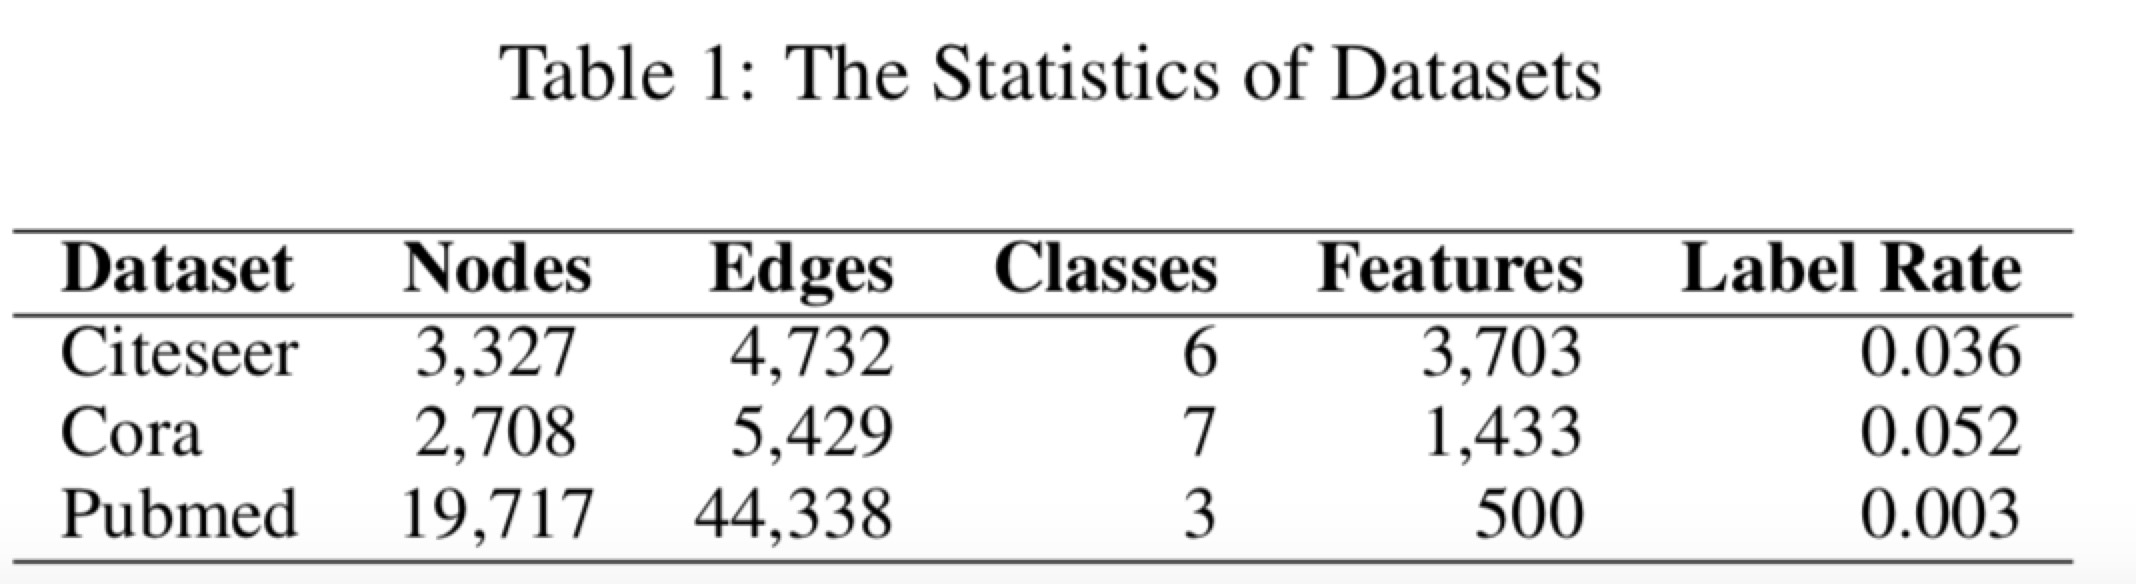 Table 1: The Statistics of Datasets
Dataset Nodes Edges Classes Features Label Rate
Citeseer 3,327 4,732 6 3,703 0.036
Cora 2,708 5,429 7 1,433 0.052
Pubmed 19,717 44,338 3 500 0.003